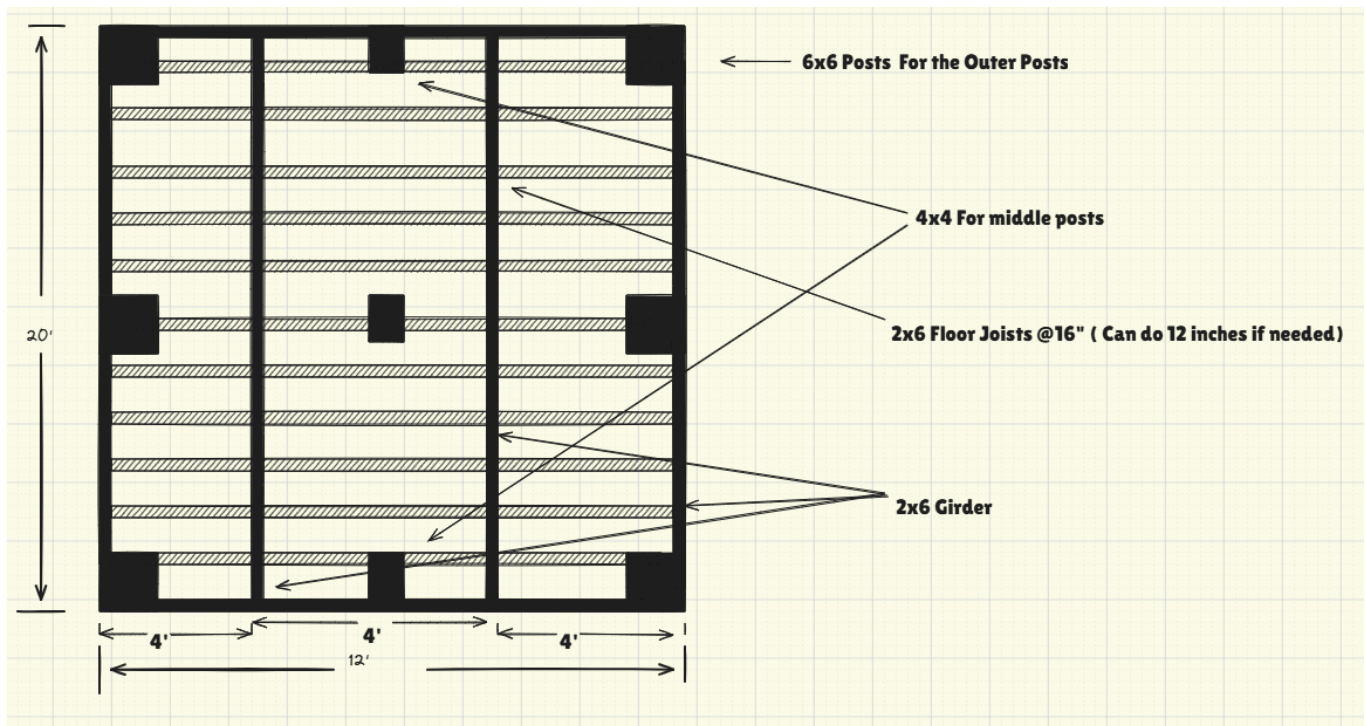 6x6 Posts For the Outer Posts
4x4 For middle posts
20'
2x6 Floor Joists @16" ( Can do 12 inches if needed)
2x6 Girder
4'
4'
4'
12'